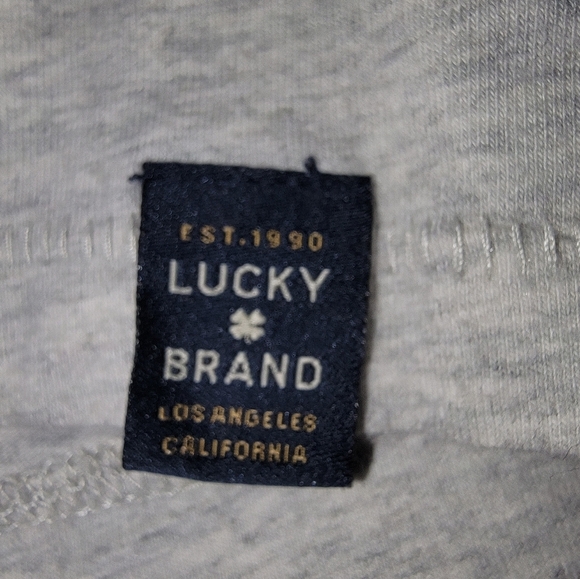 EST.1990
LUCKY
BRAND
LOS ANGELES
CALIFORNIA